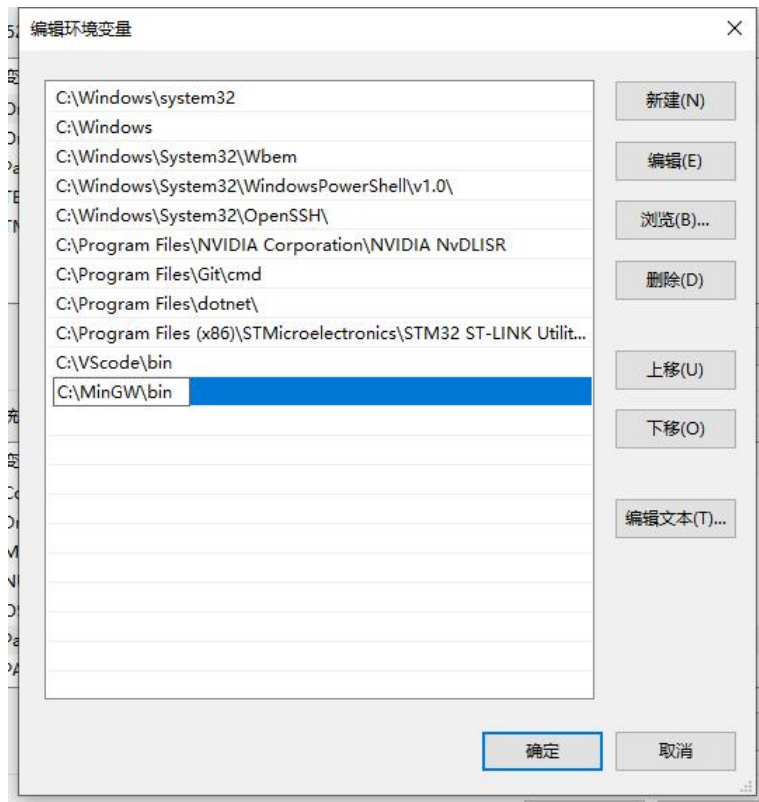 编辑环境变量
C:\Windows\system32
C:\Windows
C:\Windows\System32\Wbem
C:\Windows\System32\WindowsPowerShell\v1.0\
C:\Windows\System32\OpenSSH\
C:\Program Files\NVIDIA Corporation\NVIDIA NvDLISR
C:\Program Files\Git\cmd
C:\Program Files\dotnet\
C:\Program Files (x86)\STMicroelectronics\STM32 ST-LINK Utilit...
C:\VScode\bin
C:\MinGW\bin
新建(N)
编辑(E)
浏览(B)...
删除(D)
上移(U)
下移(O)
编辑文本(T)...
确定
取消